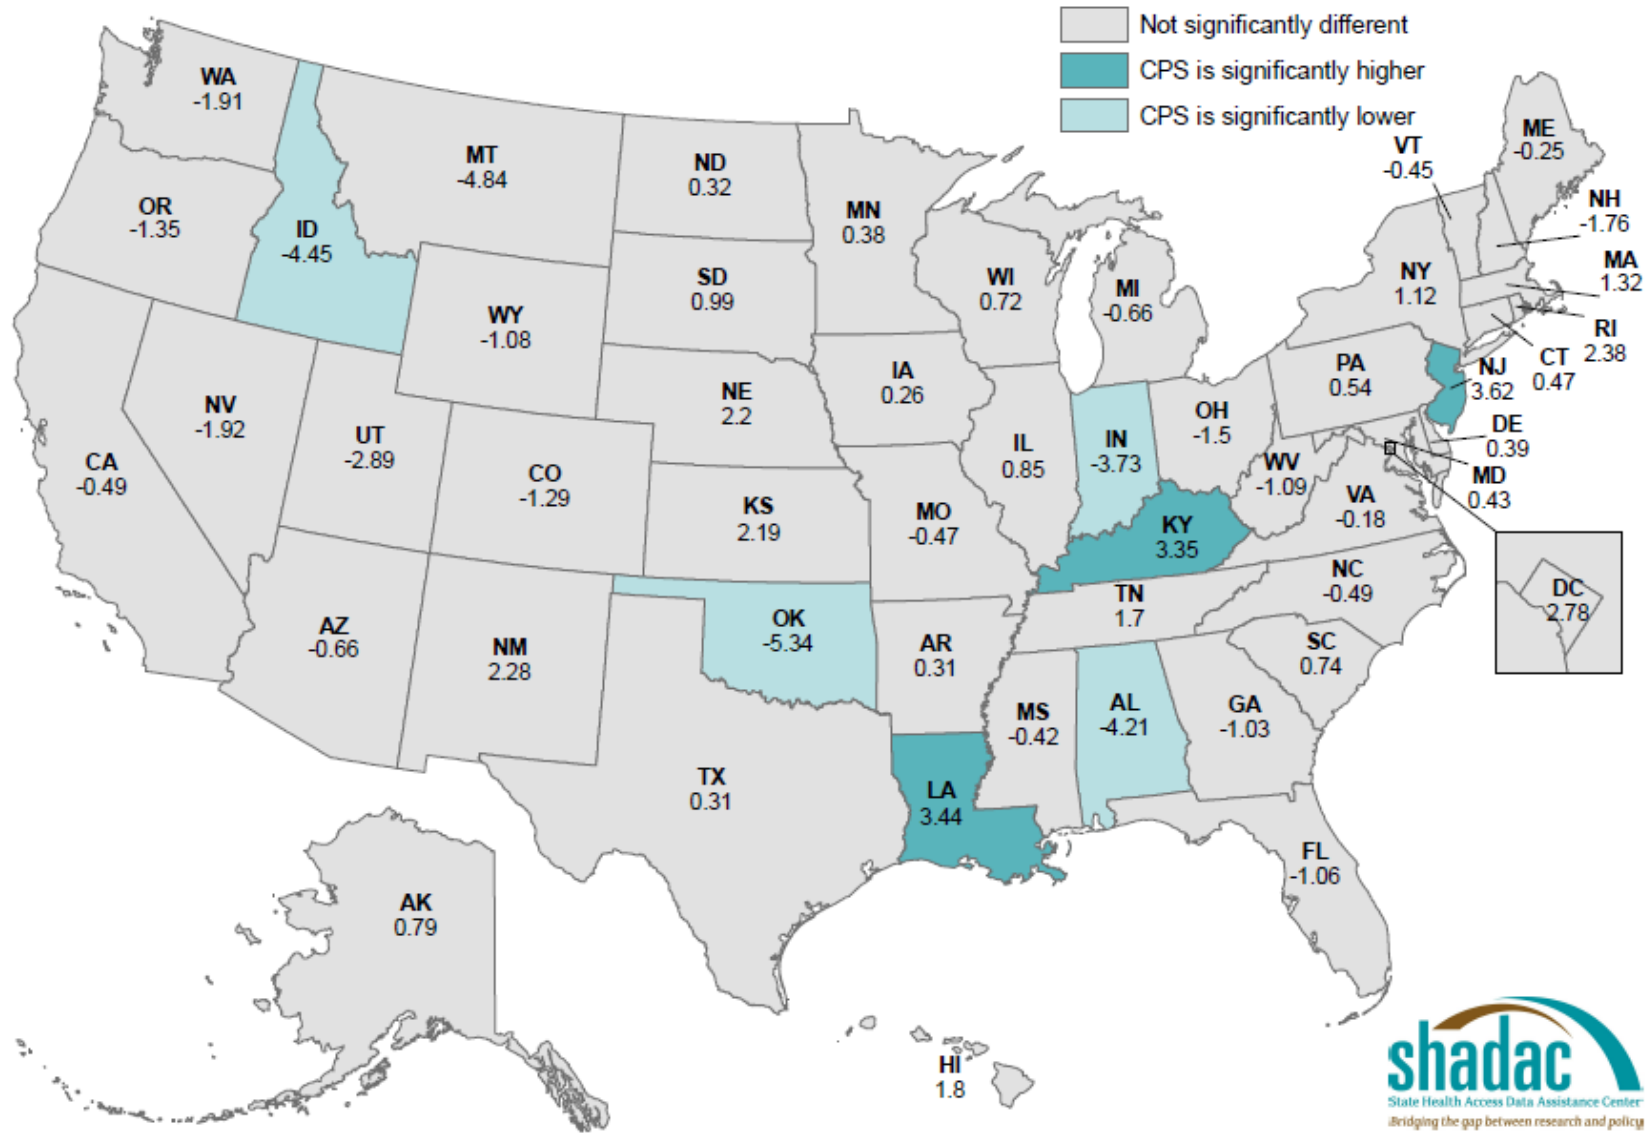 Not significantly different
CPS is significantly higher
CPS is significantly lower
WA
-1.91
MT
-4.84
ND
0.32
MN
0.38
VT
-0.45
ME
-0.25
NH
-1.76
MA
1.32
OR
-1.35
ID
-4.45
SD
0.99
WI
0.72
MI
-0.66
NY
1.12
RI
2.38
CT
0.47
WY
-1.08
IA
0.26
PA
0.54
NJ
3.62
NE
2.2
NV
-1.92
UT
-2.89
CO
-1.29
IL
0.85
IN
-3.73
OH
-1.5
DE
0.39
MD
0.43
CA
-0.49
KS
2.19
MO
-0.47
WV
-1.09
VA
-0.18
KY
3.35
NC
-0.49
DC
2.78
TN
1.7
AZ
-0.66
NM
2.28
OK
-5.34
AR
0.31
SC
0.74
MS
-0.42
AL
-4.21
GA
-1.03
TX
0.31
LA
3.44
FL
-1.06
AK
0.79
HI
1.8
shadac
State Health Access Data Assistance Center
Bridging the gap between research and policy